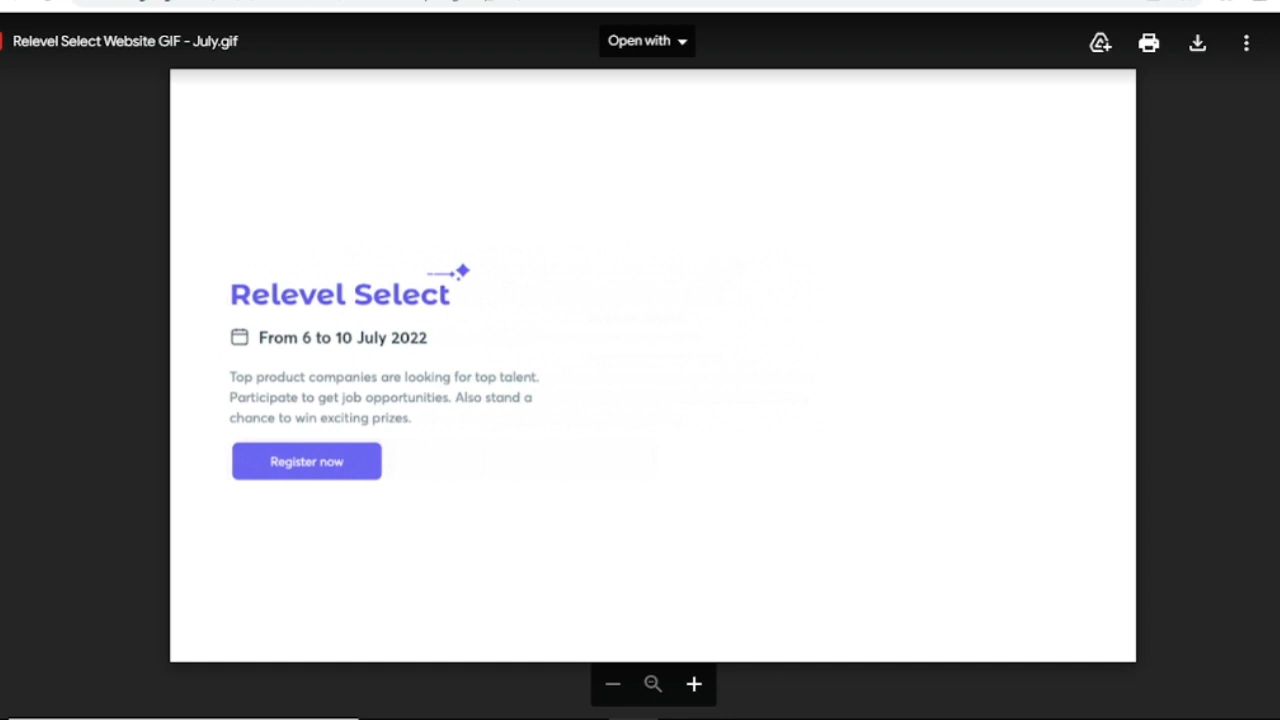 Relevel Select Website GIF - July.gif
Open with
Relevel Select
From 6 to 10 July 2022
Top product companies are looking for top talent.
Participate to get job opportunities. Also stand a
chance to win exciting prizes.
Register now